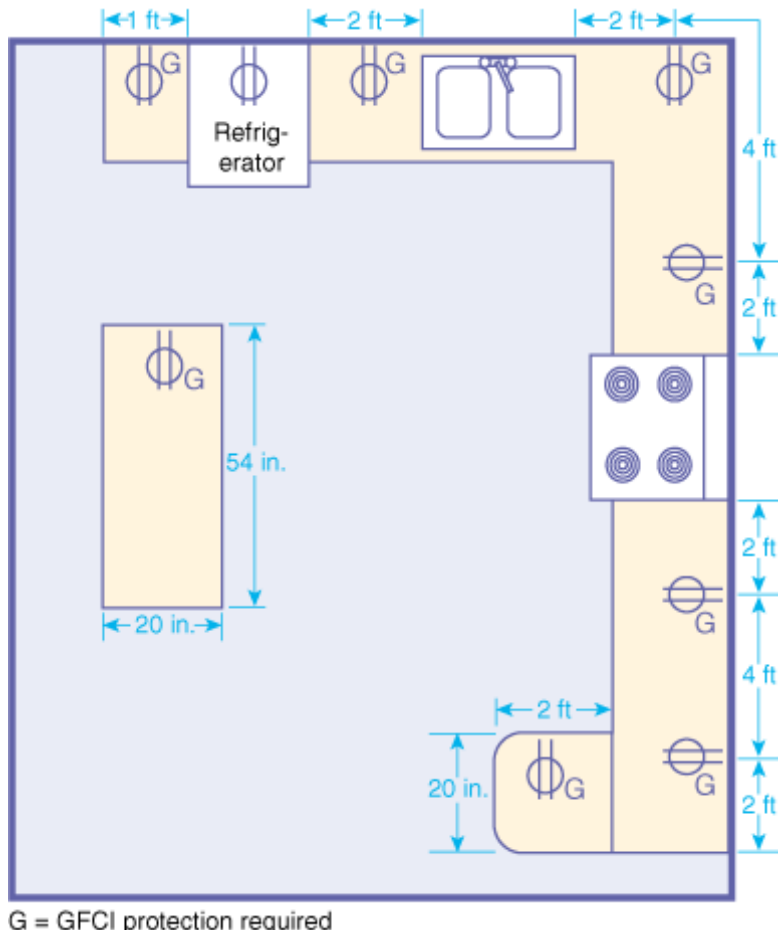 1 ft
2 ft
2 ft
G
G
G
Refrig-
erator
4 ft
G
2 ft
G
54 in.
20 in.
2 ft
G
4 ft
2 ft
20 in.
G
G
2 ft
G = GFCI protection required